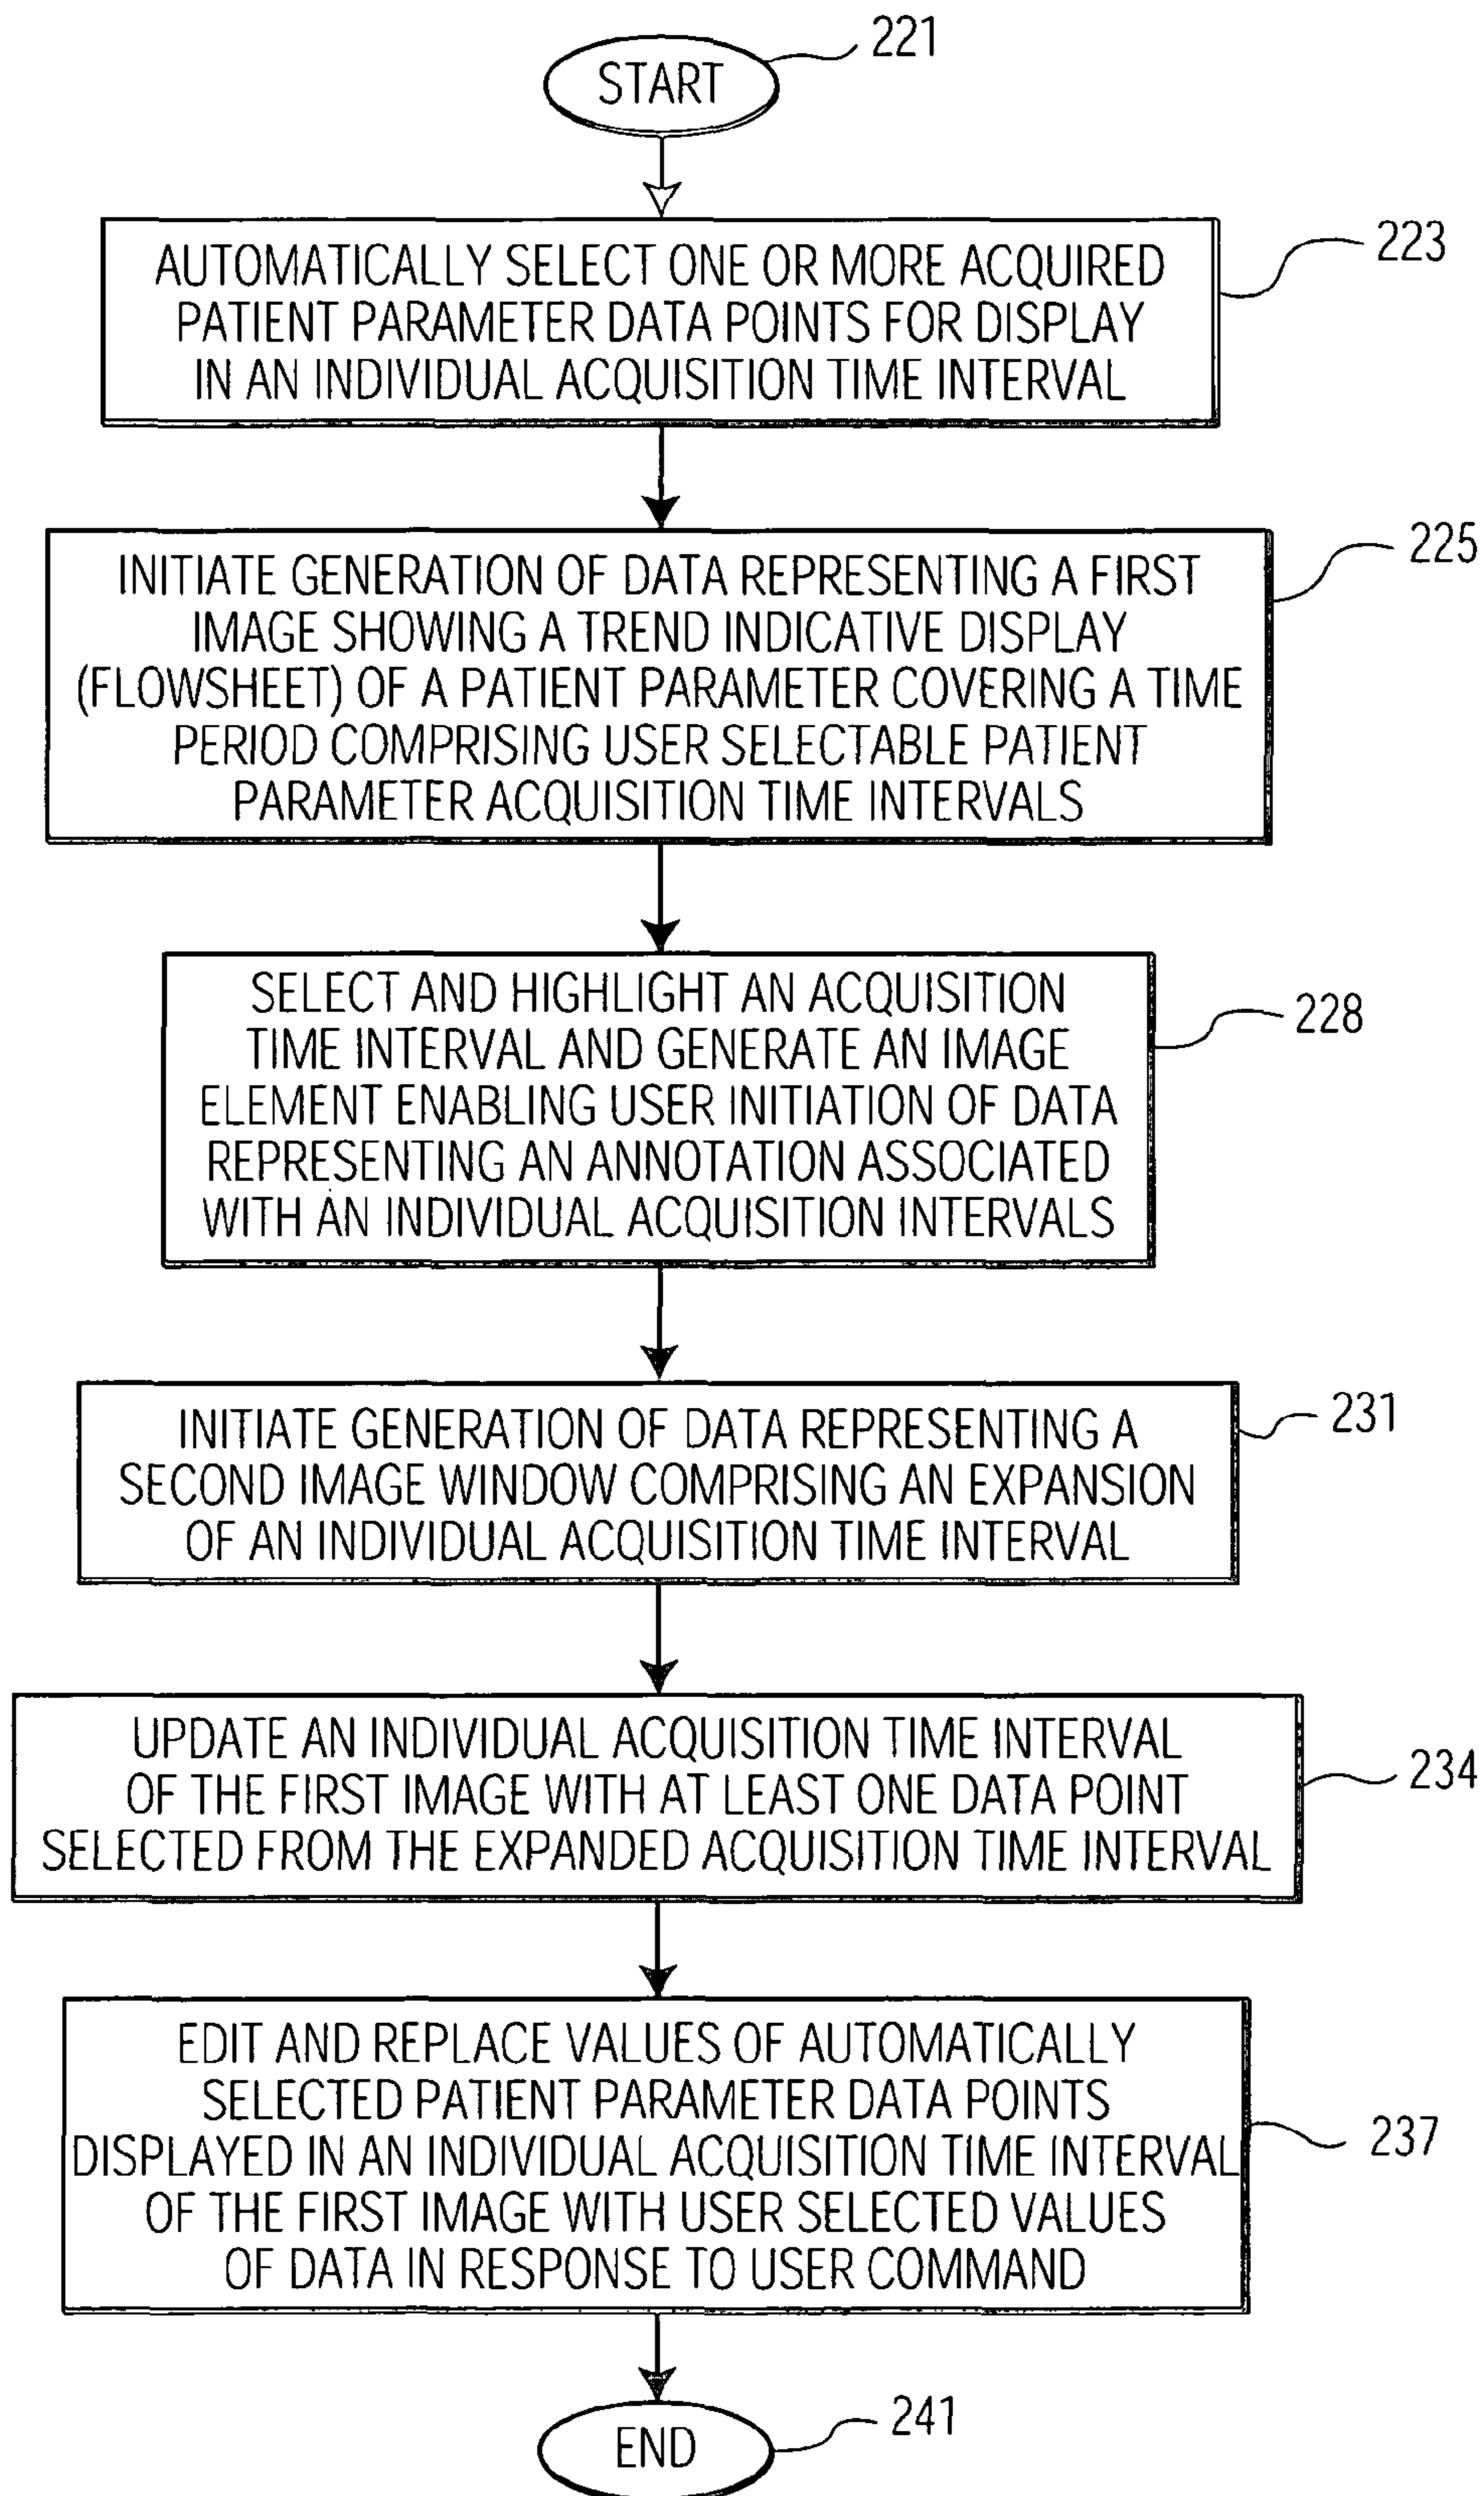 START
221
AUTOMATICALLY SELECT ONE OR MORE ACQUIRED
PATIENT PARAMETER DATA POINTS FOR DISPLAY
IN AN INDIVIDUAL ACQUISITION TIME INTERVAL
223
INITIATE GENERATION OF DATA REPRESENTING A FIRST
IMAGE SHOWING A TREND INDICATIVE DISPLAY
(FLOWSHEET) OF A PATIENT PARAMETER COVERING A TIME
PERIOD COMPRISING USER SELECTABLE PATIENT
PARAMETER ACQUISITION TIME INTERVALS
225
SELECT AND HIGHLIGHT AN ACQUISITION
TIME INTERVAL AND GENERATE AN IMAGE
ELEMENT ENABLING USER INITIATION OF DATA
REPRESENTING AN ANNOTATION ASSOCIATED
WITH AN INDIVIDUAL ACQUISITION INTERVALS
228
INITIATE GENERATION OF DATA REPRESENTING A
SECOND IMAGE WINDOW COMPRISING AN EXPANSION
OF AN INDIVIDUAL ACQUISITION TIME INTERVAL
231
UPDATE AN INDIVIDUAL ACQUISITION TIME INTERVAL
OF THE FIRST IMAGE WITH AT LEAST ONE DATA POINT
SELECTED FROM THE EXPANDED ACQUISITION TIME INTERVAL
234
EDIT AND REPLACE VALUES OF AUTOMATICALLY
SELECTED PATIENT PARAMETER DATA POINTS
DISPLAYED IN AN INDIVIDUAL ACQUISITION TIME INTERVAL
OF THE FIRST IMAGE WITH USER SELECTED VALUES
OF DATA IN RESPONSE TO USER COMMAND
237
END
241